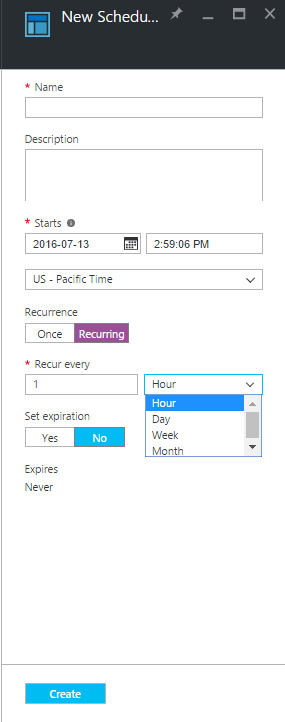 New Schedu...
* Name
Description
* Starts
2016-07-13 2:59:06 PM
US - Pacific Time
Recurrence
Once Recurring
* Recur every
1 Hour
Hour
Day
Week
Month
Set expiration
Yes No
Expires
Never
Create